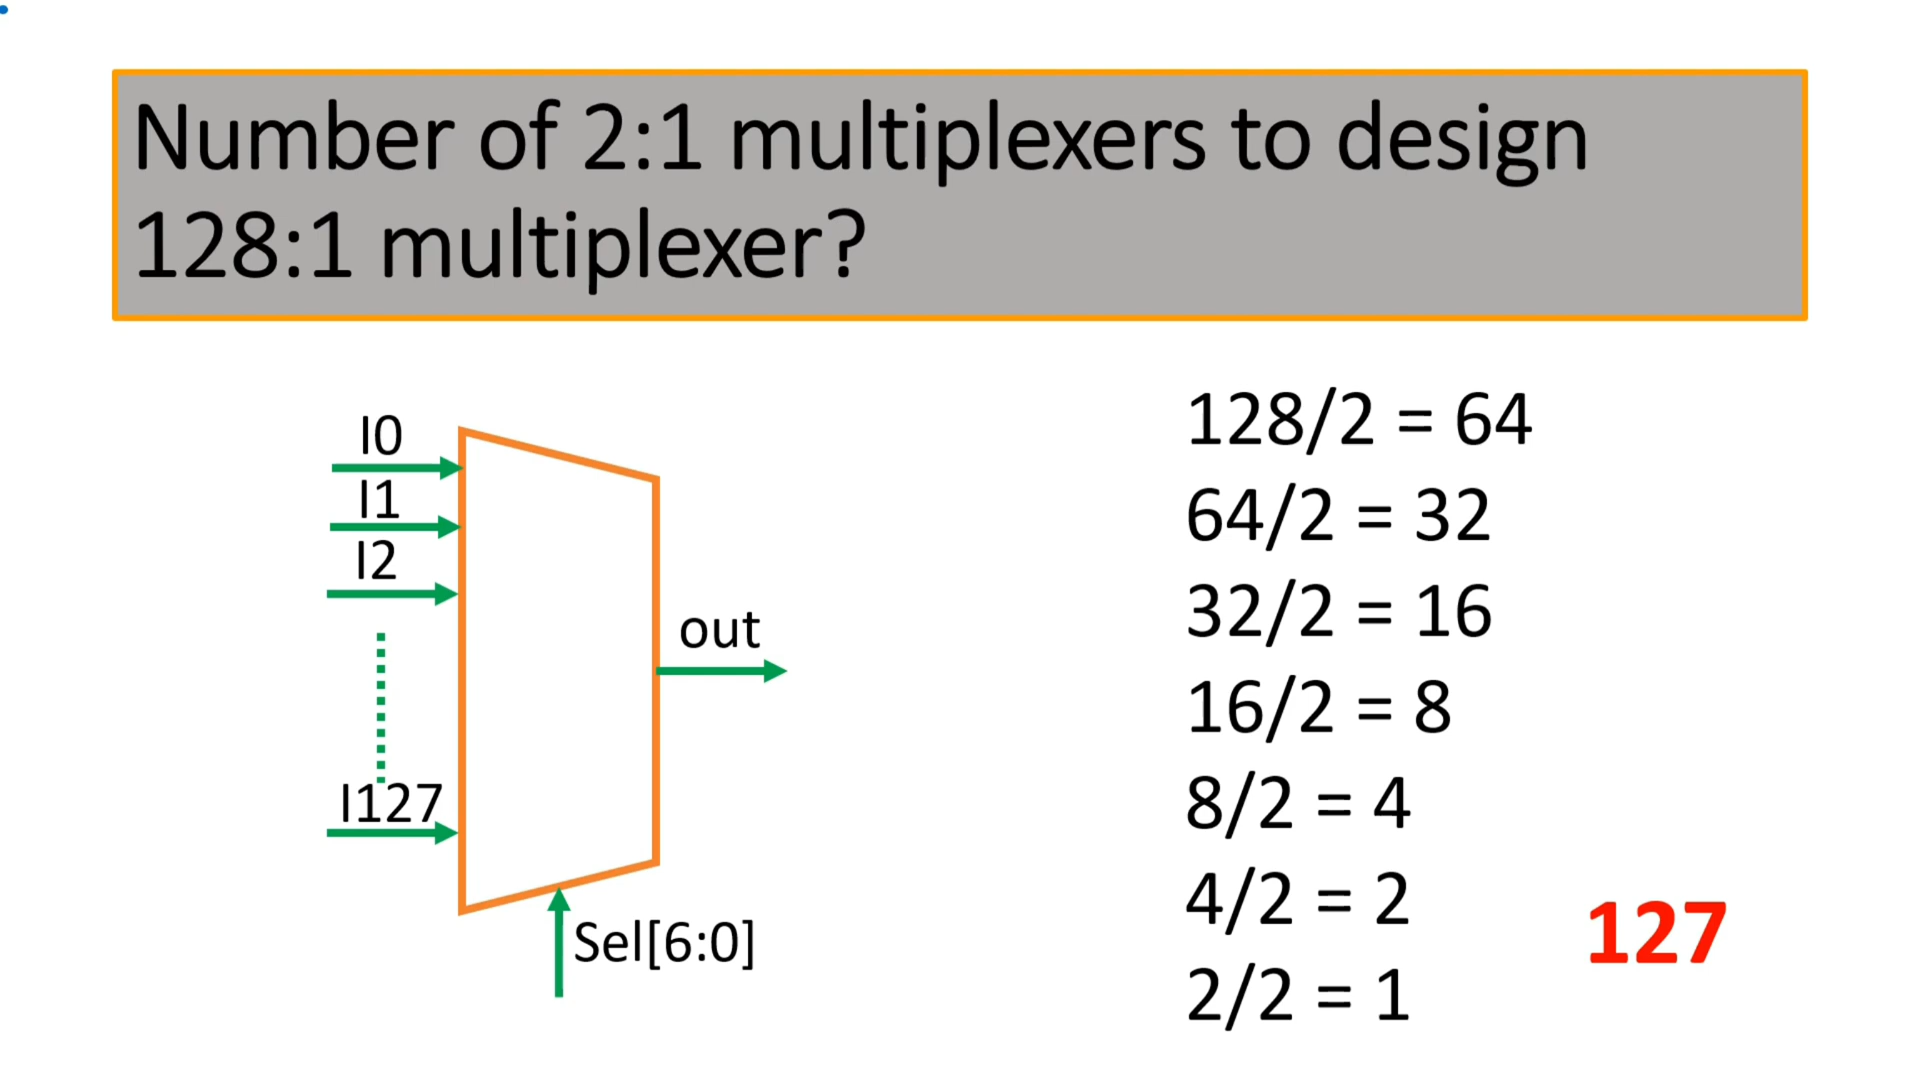 Number of 2:1 multiplexers to design
128:1 multiplexer?
I0
I1
I2
I127
out
Sel[6:0]
128/2 = 64
64/2 = 32
32/2 = 16
16/2 = 8
8/2 = 4
4/2 = 2
2/2 = 1
127